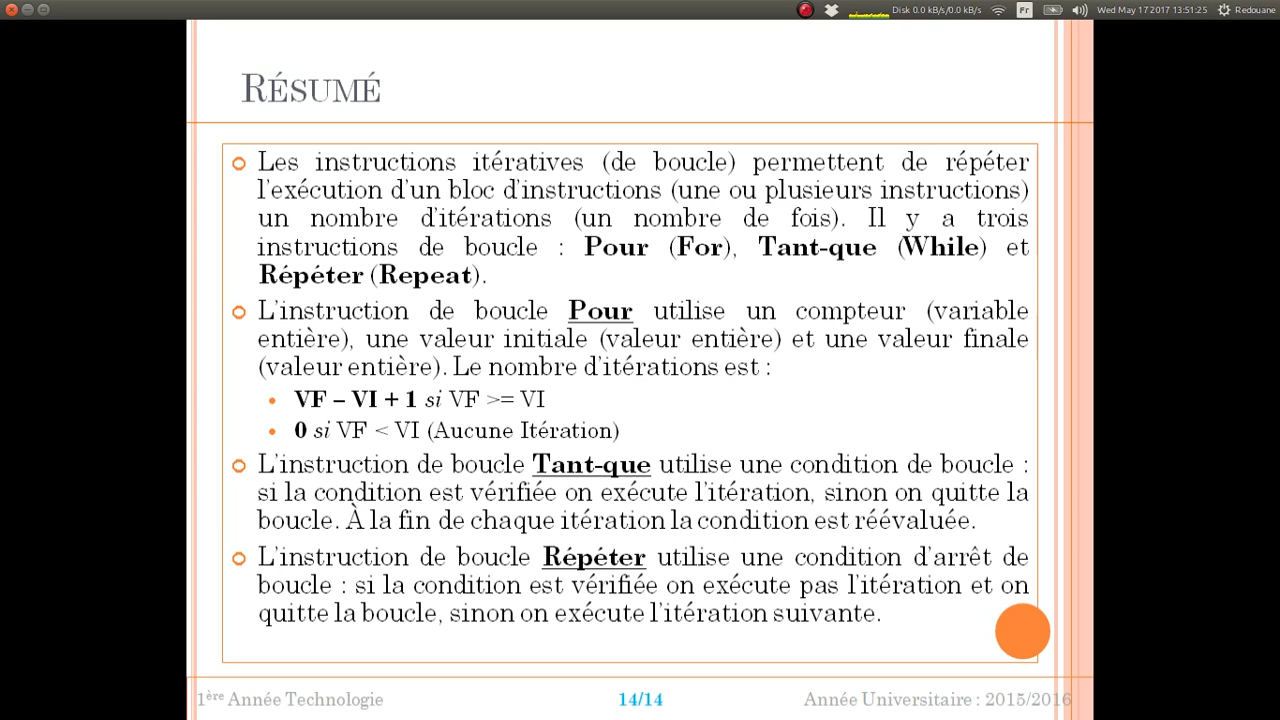 Disk 0.0 kB/s/0.0 kB/s Fr Wed May 17 2017 13:51:25 Redouane
RÉSUMÉ
Les instructions itératives (de boucle) permettent de répéter
l'exécution d'un bloc d'instructions (une ou plusieurs instructions)
un nombre d'itérations (un nombre de fois). Il y a trois
instructions de boucle : Pour (For), Tant-que (While) et
Répéter (Repeat).
L'instruction de boucle Pour utilise un compteur (variable
entière), une valeur initiale (valeur entière) et une valeur finale
(valeur entière). Le nombre d'itérations est :
• VF – VI + 1 si VF >= VI
• 0 si VF < VI (Aucune Itération)
L'instruction de boucle Tant-que utilise une condition de boucle :
si la condition est vérifiée on exécute l'itération, sinon on quitte la
boucle. À la fin de chaque itération la condition est réévaluée.
L'instruction de boucle Répéter utilise une condition d'arrêt de
boucle : si la condition est vérifiée on exécute pas l'itération et on
quitte la boucle, sinon on exécute l'itération suivante.
1ère Année Technologie 14/14 Année Universitaire : 2015/2016